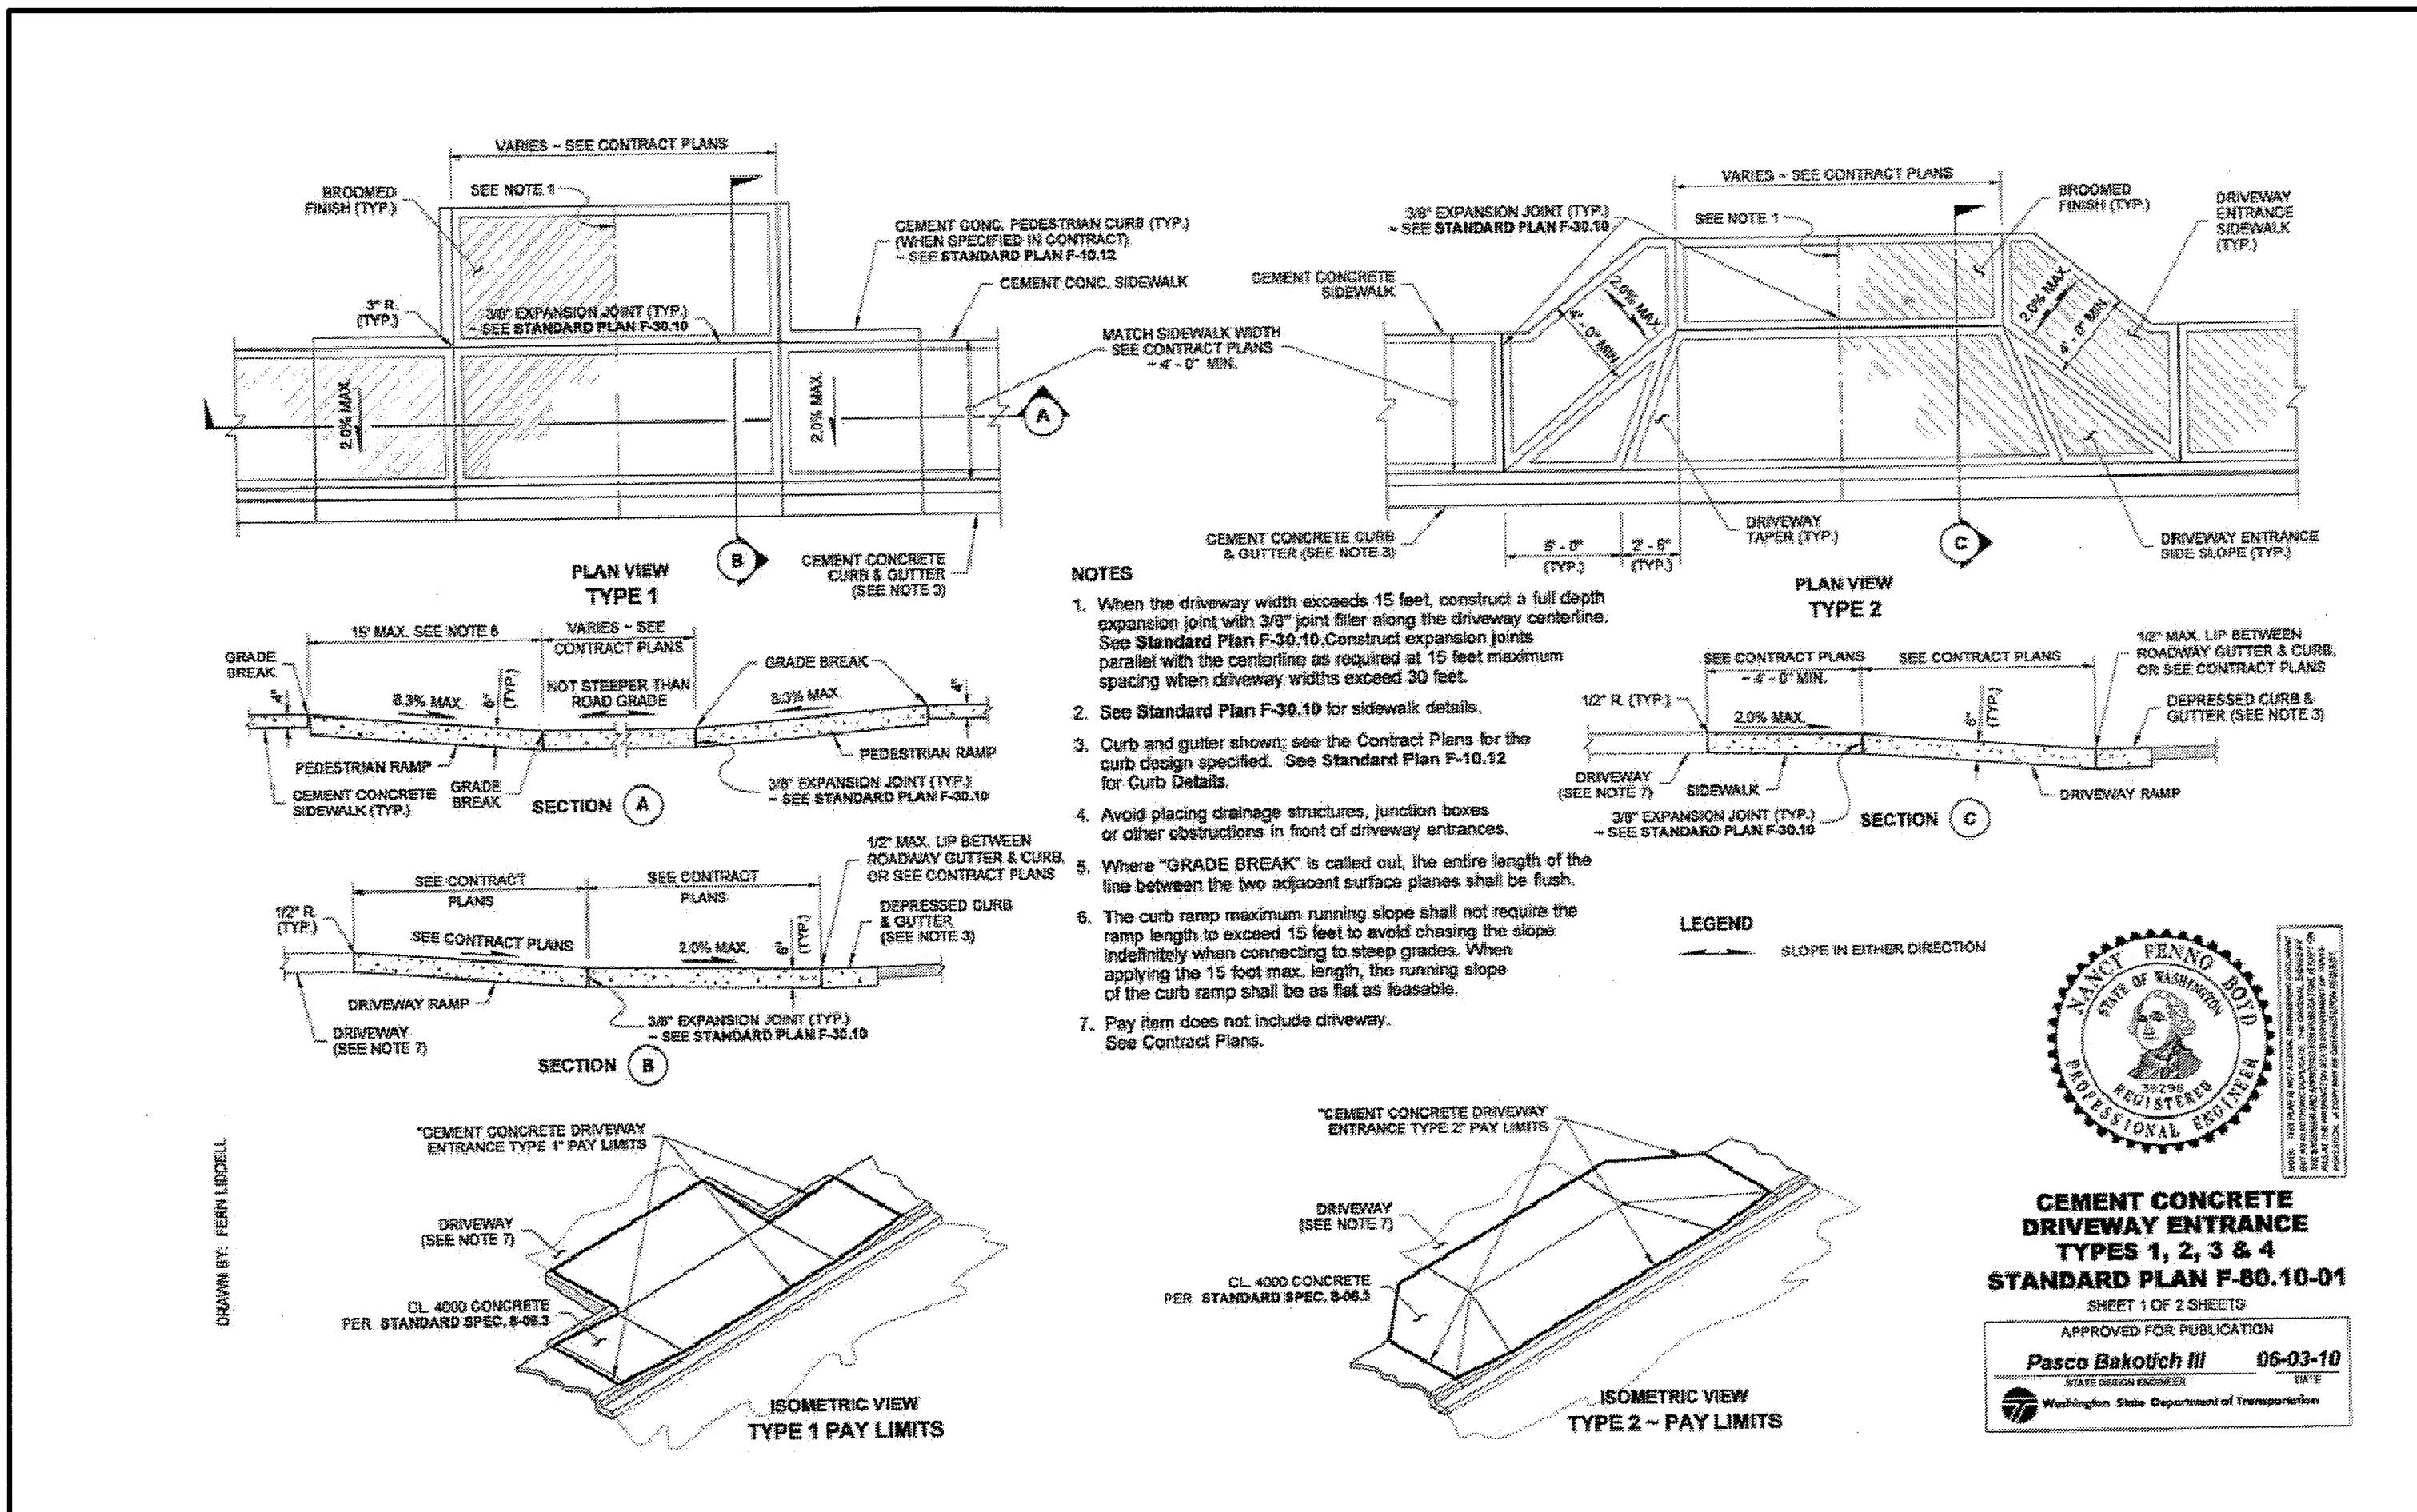 VARIES ~ SEE CONTRACT PLANS
BROOMED
FINISH (TYP.)
SEE NOTE 1
CEMENT CONC. PEDESTRIAN CURB (TYP.)
(WHEN SPECIFIED IN CONTRACT)
~ SEE STANDARD PLAN F-10.12
CEMENT CONC. SIDEWALK
3" R.
(TYP.)
3/8" EXPANSION JOINT (TYP.)
~ SEE STANDARD PLAN F-30.10
MATCH SIDEWALK WIDTH
SEE CONTRACT PLANS
~ 4' - 0" MIN.
2.0% MAX.
2.0% MAX.
A
B
CEMENT CONCRETE
CURB & GUTTER
(SEE NOTE 3)
PLAN VIEW
TYPE 1
VARIES ~ SEE CONTRACT PLANS
3/8" EXPANSION JOINT (TYP.)
~ SEE STANDARD PLAN F-30.10
SEE NOTE 1
BROOMED
FINISH (TYP.)
DRIVEWAY
ENTRANCE
SIDEWALK
(TYP.)
CEMENT CONCRETE
SIDEWALK
2.0% MAX.
4' - 0" MIN.
2.0% MAX.
4' - 0" MIN.
CEMENT CONCRETE CURB
& GUTTER (SEE NOTE 3)
(TYP.)
(TYP.)
DRIVEWAY
TAPER (TYP.)
C
DRIVEWAY ENTRANCE
SIDE SLOPE (TYP.)
PLAN VIEW
TYPE 2
15' MAX. SEE NOTE 6
VARIES ~ SEE
CONTRACT PLANS
GRADE
BREAK
GRADE BREAK
4"
8.3% MAX.
6"
(TYP.)
NOT STEEPER THAN
ROAD GRADE
8.3% MAX.
4"
PEDESTRIAN RAMP
PEDESTRIAN RAMP
CEMENT CONCRETE
SIDEWALK (TYP.)
GRADE
BREAK
3/8" EXPANSION JOINT (TYP.)
~ SEE STANDARD PLAN F-30.10
SECTION A
SEE CONTRACT
PLANS
SEE CONTRACT
PLANS
1/2" MAX. LIP BETWEEN
ROADWAY GUTTER & CURB,
OR SEE CONTRACT PLANS
1/2" R.
(TYP.)
SEE CONTRACT PLANS
2.0% MAX.
6"
(TYP.)
DEPRESSED CURB
& GUTTER
(SEE NOTE 3)
DRIVEWAY RAMP
DRIVEWAY
(SEE NOTE 7)
3/8" EXPANSION JOINT (TYP.)
~ SEE STANDARD PLAN F-30.10
SECTION B
NOTES
1. When the driveway width exceeds 15 feet, construct a full depth
expansion joint with 3/8" joint filler along the driveway centerline.
See Standard Plan F-30.10.Construct expansion joints
parallel with the centerline as required at 15 feet maximum
spacing when driveway widths exceed 30 feet.
2. See Standard Plan F-30.10 for sidewalk details.
3. Curb and gutter shown; see the Contract Plans for the
curb design specified. See Standard Plan F-10.12
for Curb Details.
4. Avoid placing drainage structures, junction boxes
or other obstructions in front of driveway entrances.
5. Where "GRADE BREAK" is called out, the entire length of the
line between the two adjacent surface planes shall be flush.
6. The curb ramp maximum running slope shall not require the
ramp length to exceed 15 feet to avoid chasing the slope
indefinitely when connecting to steep grades. When
applying the 15 foot max. length, the running slope
of the curb ramp shall be as flat as feasable.
7. Pay item does not include driveway.
See Contract Plans.
SEE CONTRACT PLANS
~ 4' - 0" MIN.
SEE CONTRACT PLANS
1/2" MAX. LIP BETWEEN
ROADWAY GUTTER & CURB,
OR SEE CONTRACT PLANS
1/2" R. (TYP.)
2.0% MAX.
6"
(TYP.)
DEPRESSED CURB &
GUTTER (SEE NOTE 3)
DRIVEWAY
(SEE NOTE 7)
SIDEWALK
DRIVEWAY RAMP
3/8" EXPANSION JOINT (TYP.)
~ SEE STANDARD PLAN F-30.10
SECTION C
LEGEND
SLOPE IN EITHER DIRECTION
"CEMENT CONCRETE DRIVEWAY
ENTRANCE TYPE 1" PAY LIMITS
DRIVEWAY
(SEE NOTE 7)
CL. 4000 CONCRETE
PER STANDARD SPEC. 8-06.3
ISOMETRIC VIEW
TYPE 1 PAY LIMITS
"CEMENT CONCRETE DRIVEWAY
ENTRANCE TYPE 2" PAY LIMITS
DRIVEWAY
(SEE NOTE 7)
CL. 4000 CONCRETE
PER STANDARD SPEC. 8-06.3
ISOMETRIC VIEW
TYPE 2 ~ PAY LIMITS
DRAWN BY: FERN LIDDELL
NANCY FENNO BOYD
STATE OF WASHINGTON
38296
REGISTERED
PROFESSIONAL ENGINEER
CEMENT CONCRETE
DRIVEWAY ENTRANCE
TYPES 1, 2, 3 & 4
STANDARD PLAN F-80.10-01
SHEET 1 OF 2 SHEETS
APPROVED FOR PUBLICATION
Pasco Bakotich III 06-03-10
STATE DESIGN ENGINEER DATE
Washington State Department of Transportation